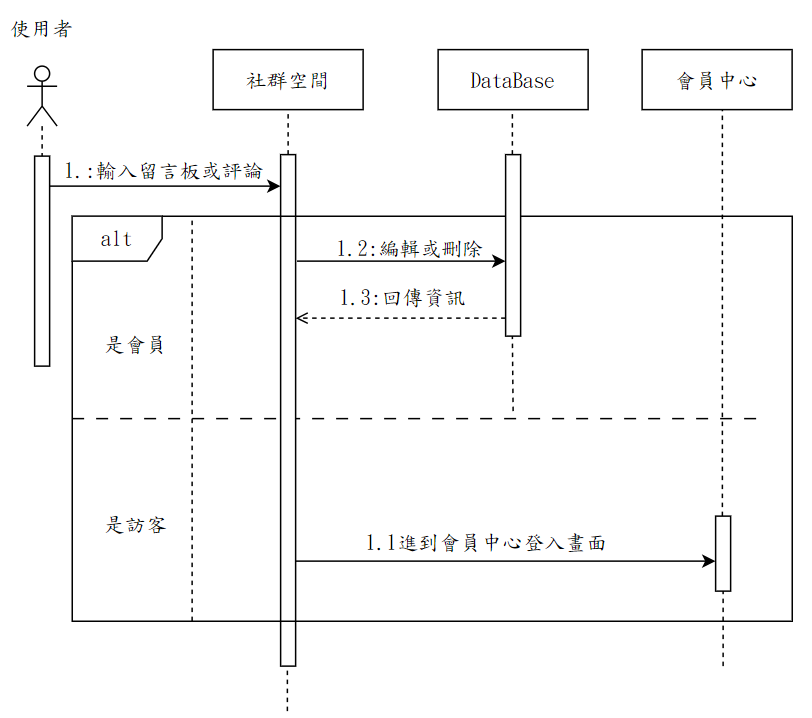 使用者
社群空間
DataBase
會員中心
1.:輸入留言板或評論
alt
1.2:編輯或刪除
1.3:回傳資訊
是會員
是訪客
1.1進到會員中心登入畫面